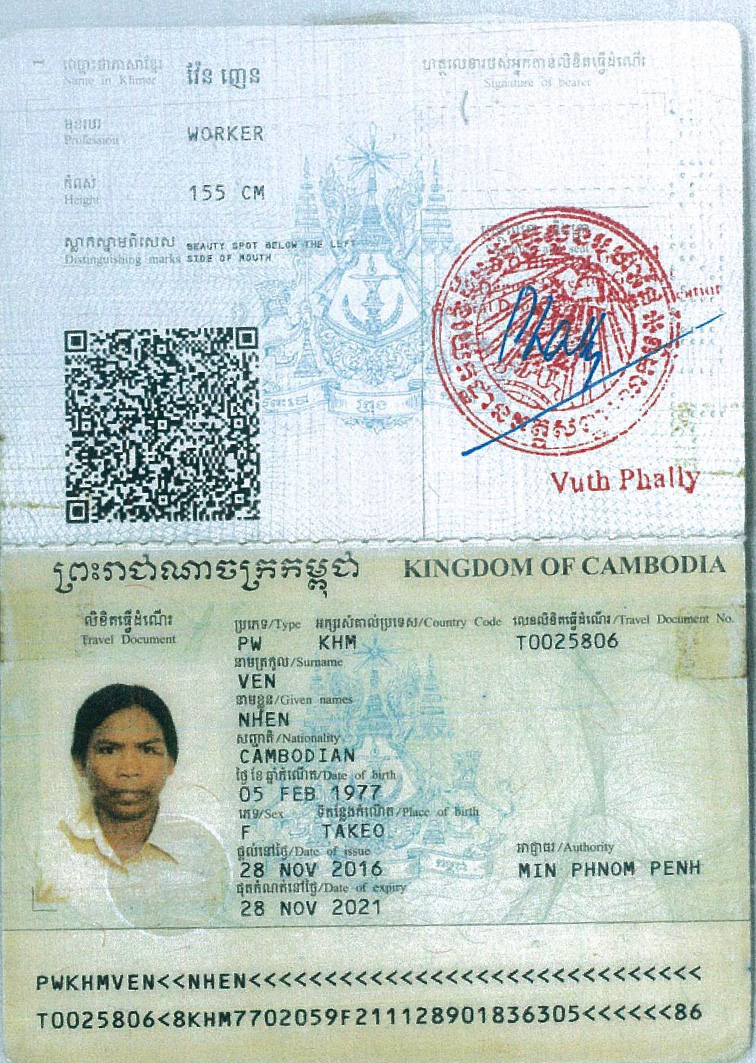 ឈ្មោះជាភាសាខ្មែរ
Name in Khmer
វ៉ែន ញេន
ហត្ថលេខារបស់អ្នកកាន់លិខិតធ្វើដំណើរ
Signature of bearer
មុខរបរ
Profession
WORKER
កំពស់
Height
155 CM
ស្លាកស្នាមពិសេស
Distinguishing marks
BEAUTY SPOT BELOW THE LEFT
SIDE OF MOUTH
Phally
Vuth Phally
ព្រះរាជាណាចក្រកម្ពុជា KINGDOM OF CAMBODIA
លិខិតធ្វើដំណើរ
Travel Document
ប្រភេទ/Type អក្សរសំគាល់ប្រទេស/Country Code លេខលិខិតធ្វើដំណើរ/Travel Document No.
PW KHM T0025806
នាមត្រកូល/Surname
VEN
នាមខ្លួន/Given names
NHEN
សញ្ជាតិ/Nationality
CAMBODIAN
ថ្ងៃ ខែ ឆ្នាំកំណើត/Date of birth
05 FEB 1977
ភេទ/Sex ទីកន្លែងកំណើត/Place of birth
F TAKEO
ផ្តល់នៅថ្ងៃ/Date of issue អាជ្ញាធរ/Authority
28 NOV 2016 MIN PHNOM PENH
ផុតកំណត់នៅថ្ងៃ/Date of expiry
28 NOV 2021
PWKHMVEN<<NHEN<<<<<<<<<<<<<<<<<<<<<<<<<<<<<<
T0025806<8KHM7702059F211128901836305<<<<<<86